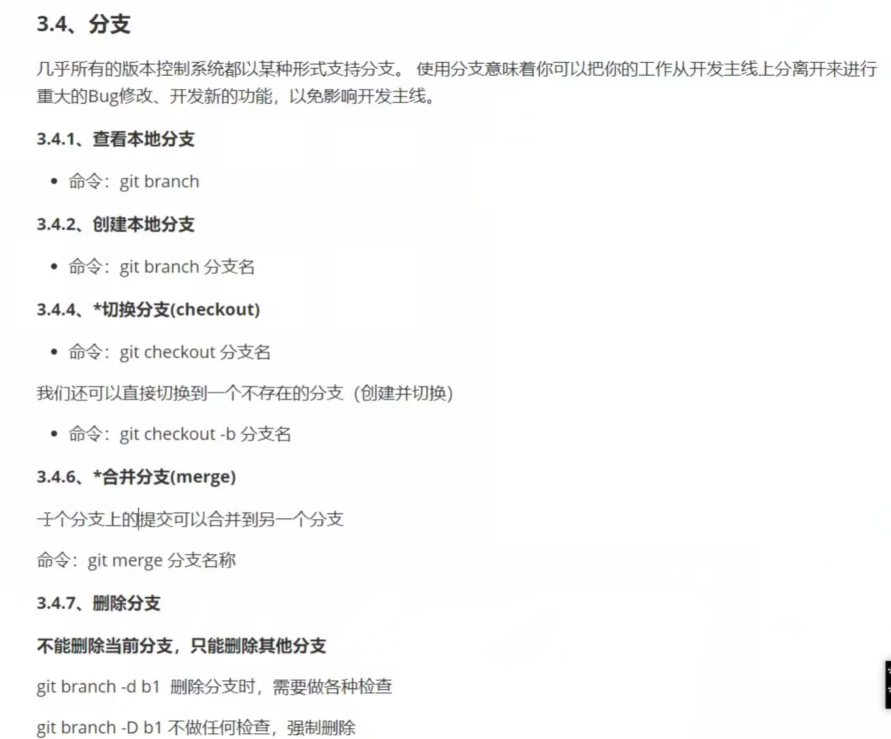 3.4、分支
几乎所有的版本控制系统都以某种形式支持分支。 使用分支意味着你可以把你的工作从开发主线上分离开来进行
重大的Bug修改、开发新的功能，以免影响开发主线。
3.4.1、查看本地分支
• 命令：git branch
3.4.2、创建本地分支
• 命令：git branch 分支名
3.4.4、*切换分支(checkout)
• 命令：git checkout 分支名
我们还可以直接切换到一个不存在的分支（创建并切换）
• 命令：git checkout -b 分支名
3.4.6、*合并分支(merge)
一个分支上的提交可以合并到另一个分支
命令：git merge 分支名称
3.4.7、删除分支
不能删除当前分支，只能删除其他分支
git branch -d b1 删除分支时，需要做各种检查
git branch -D b1 不做任何检查，强制删除